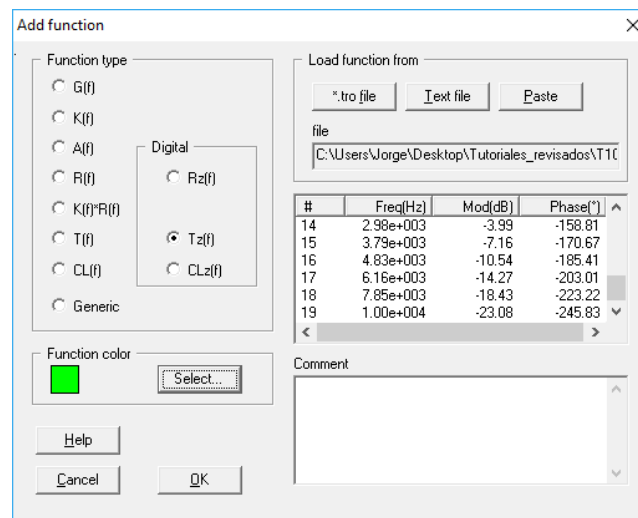 Add function
Function type
G(f)
K(f)
A(f)
R(f)
K(f)*R(f)
T(f)
CL(f)
Generic
Digital
Rz(f)
Tz(f)
CLz(f)
Function color
Select...
Help
Cancel
OK
Load function from
*.tro file
Text file
Paste
file
C:\Users\Jorge\Desktop\Tutoriales_revisados\T10
# Freq(Hz) Mod(dB) Phase(°)
14 2.98e+003 -3.99 -158.81
15 3.79e+003 -7.16 -170.67
16 4.83e+003 -10.54 -185.41
17 6.16e+003 -14.27 -203.01
18 7.85e+003 -18.43 -223.22
19 1.00e+004 -23.08 -245.83
Comment